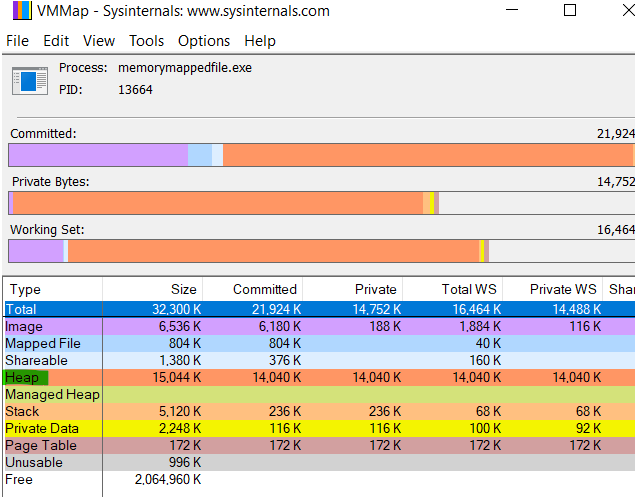 VMMap - Sysinternals: www.sysinternals.com
File Edit View Tools Options Help
Process: memorymappedfile.exe
PID: 13664
Committed: 21,924
Private Bytes: 14,752
Working Set: 16,464
Type Size Committed Private Total WS Private WS Shar
Total 32,300 K 21,924 K 14,752 K 16,464 K 14,488 K
Image 6,536 K 6,180 K 188 K 1,884 K 116 K
Mapped File 804 K 804 K 40 K
Shareable 1,380 K 376 K 160 K
Heap 15,044 K 14,040 K 14,040 K 14,040 K 14,040 K
Managed Heap
Stack 5,120 K 236 K 236 K 68 K 68 K
Private Data 2,248 K 116 K 116 K 100 K 92 K
Page Table 172 K 172 K 172 K 172 K 172 K
Unusable 996 K
Free 2,064,960 K